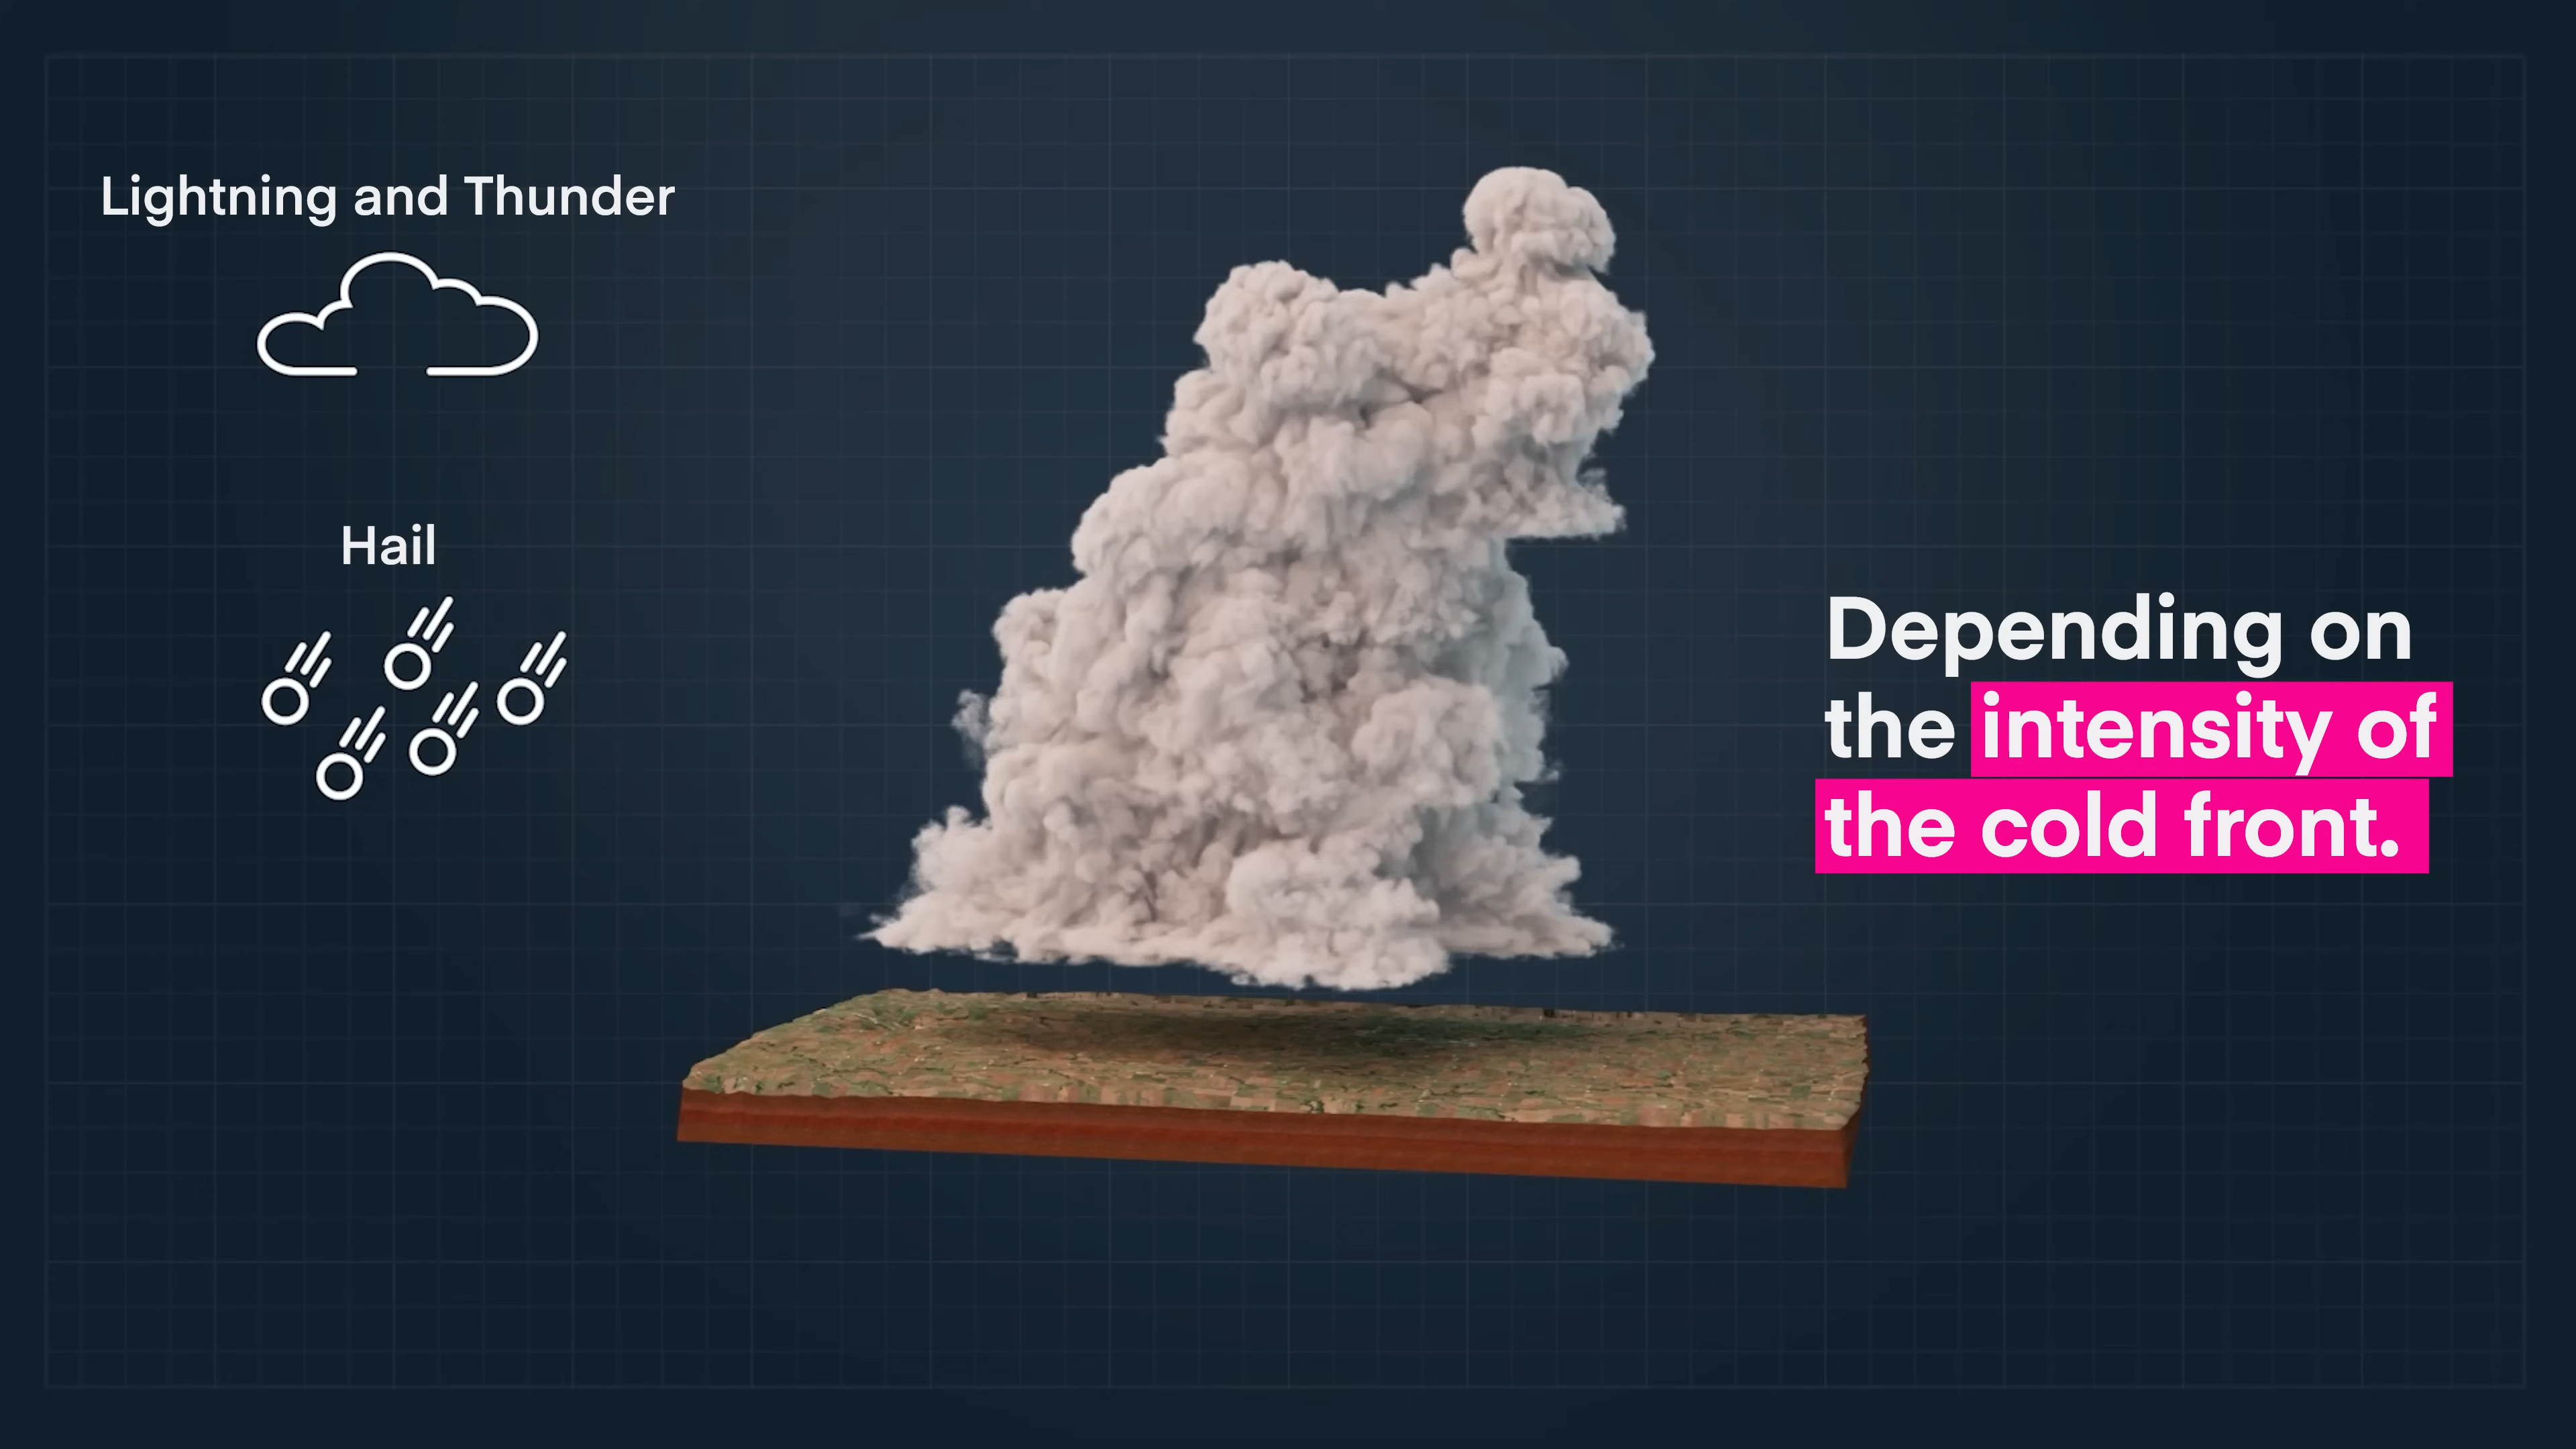 Lightning and Thunder
Hail
Depending on
the intensity of
the cold front.